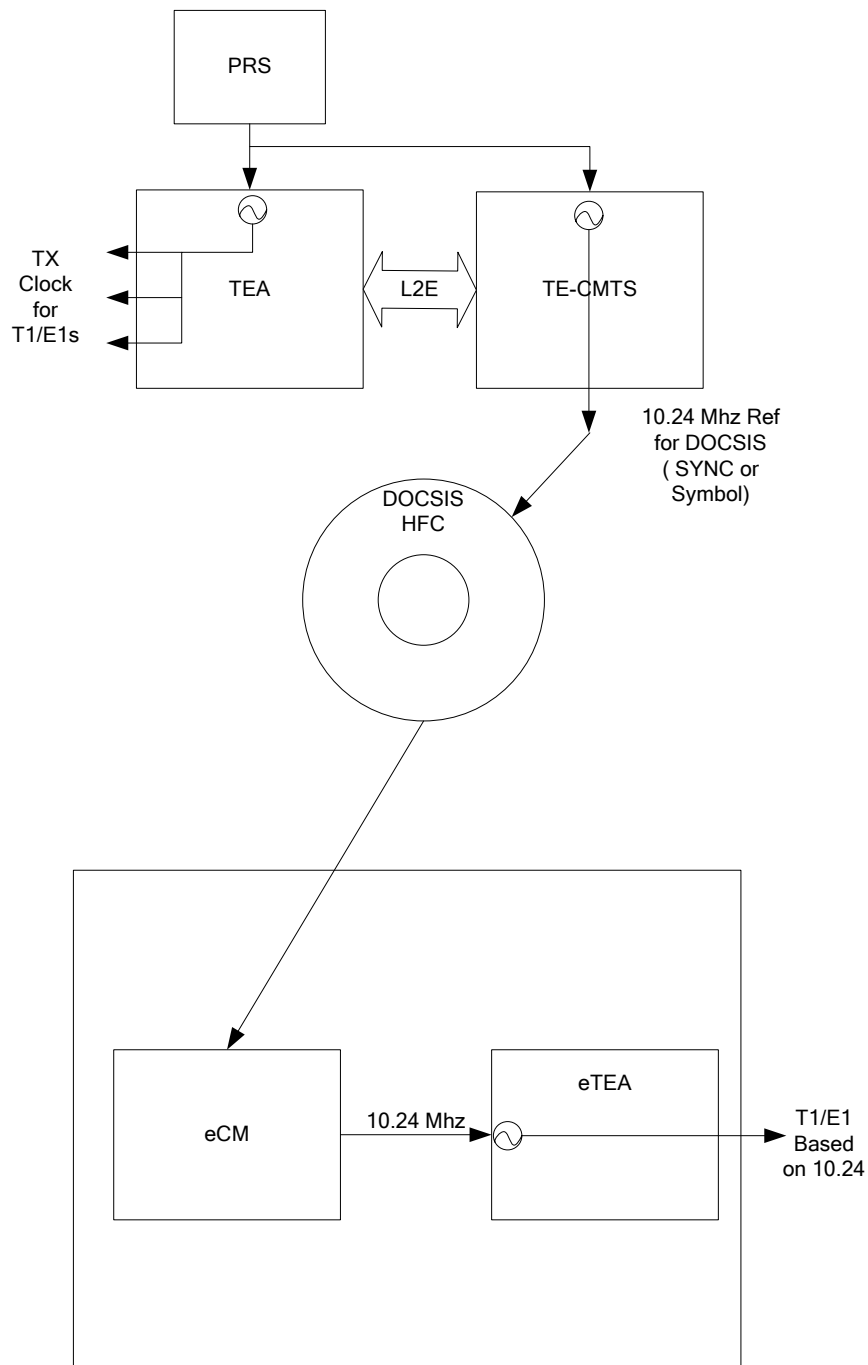 PRS
TX
Clock
for
T1/E1s
TEA
L2E
TE-CMTS
10.24 Mhz Ref
for DOCSIS
( SYNC or
Symbol)
DOCSIS
HFC
eCM
10.24 Mhz
eTEA
T1/E1
Based
on 10.24